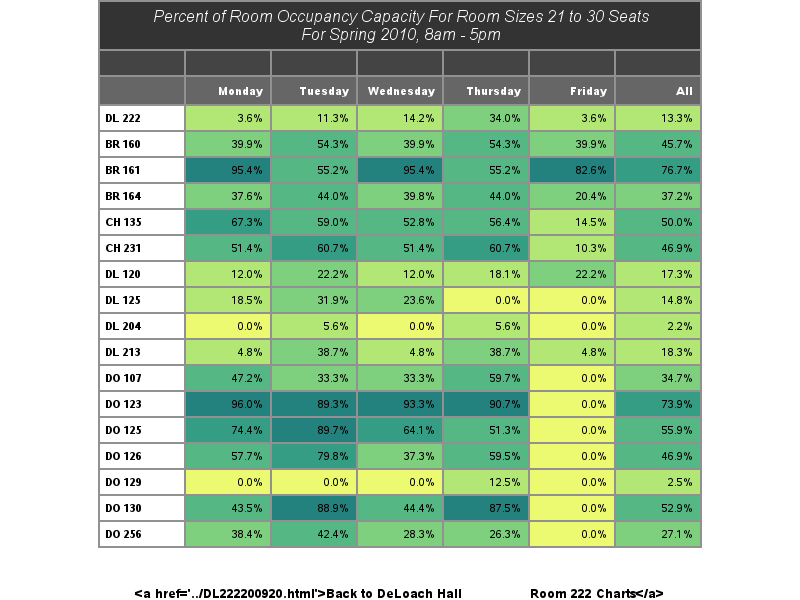 Percent of Room Occupancy Capacity For Room Sizes 21 to 30 Seats
For Spring 2010, 8am - 5pm
Monday Tuesday Wednesday Thursday Friday All
DL 222 3.6% 11.3% 14.2% 34.0% 3.6% 13.3%
BR 160 39.9% 54.3% 39.9% 54.3% 39.9% 45.7%
BR 161 95.4% 55.2% 95.4% 55.2% 82.6% 76.7%
BR 164 37.6% 44.0% 39.8% 44.0% 20.4% 37.2%
CH 135 67.3% 59.0% 52.8% 56.4% 14.5% 50.0%
CH 231 51.4% 60.7% 51.4% 60.7% 10.3% 46.9%
DL 120 12.0% 22.2% 12.0% 18.1% 22.2% 17.3%
DL 125 18.5% 31.9% 23.6% 0.0% 0.0% 14.8%
DL 204 0.0% 5.6% 0.0% 5.6% 0.0% 2.2%
DL 213 4.8% 38.7% 4.8% 38.7% 4.8% 18.3%
DO 107 47.2% 33.3% 33.3% 59.7% 0.0% 34.7%
DO 123 96.0% 89.3% 93.3% 90.7% 0.0% 73.9%
DO 125 74.4% 89.7% 64.1% 51.3% 0.0% 55.9%
DO 126 57.7% 79.8% 37.3% 59.5% 0.0% 46.9%
DO 129 0.0% 0.0% 0.0% 12.5% 0.0% 2.5%
DO 130 43.5% 88.9% 44.4% 87.5% 0.0% 52.9%
DO 256 38.4% 42.4% 28.3% 26.3% 0.0% 27.1%
<a href='../DL222200920.html'>Back to DeLoach Hall Room 222 Charts</a>